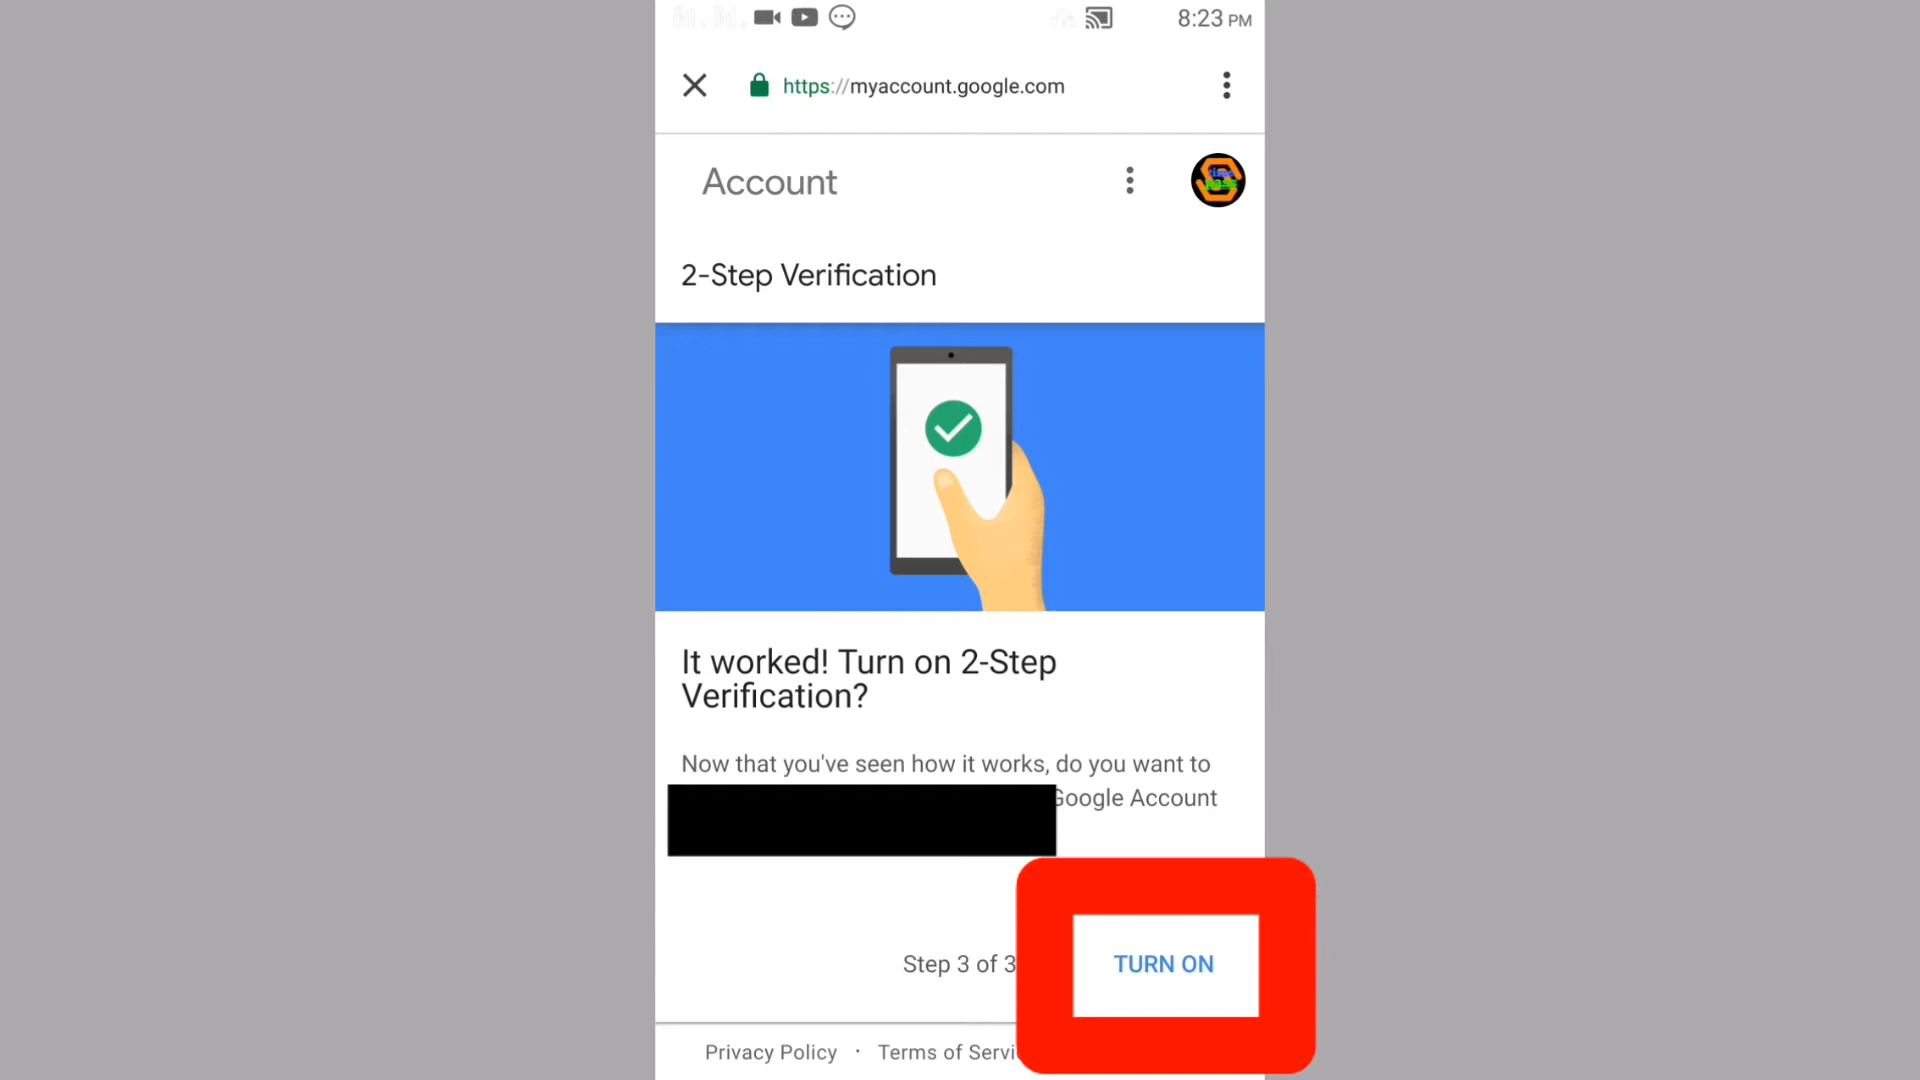 8:23 PM
https://myaccount.google.com
Account
2-Step Verification
It worked! Turn on 2-Step
Verification?
Now that you've seen how it works, do you want to
Google Account
Step 3 of 3
TURN ON
Privacy Policy · Terms of